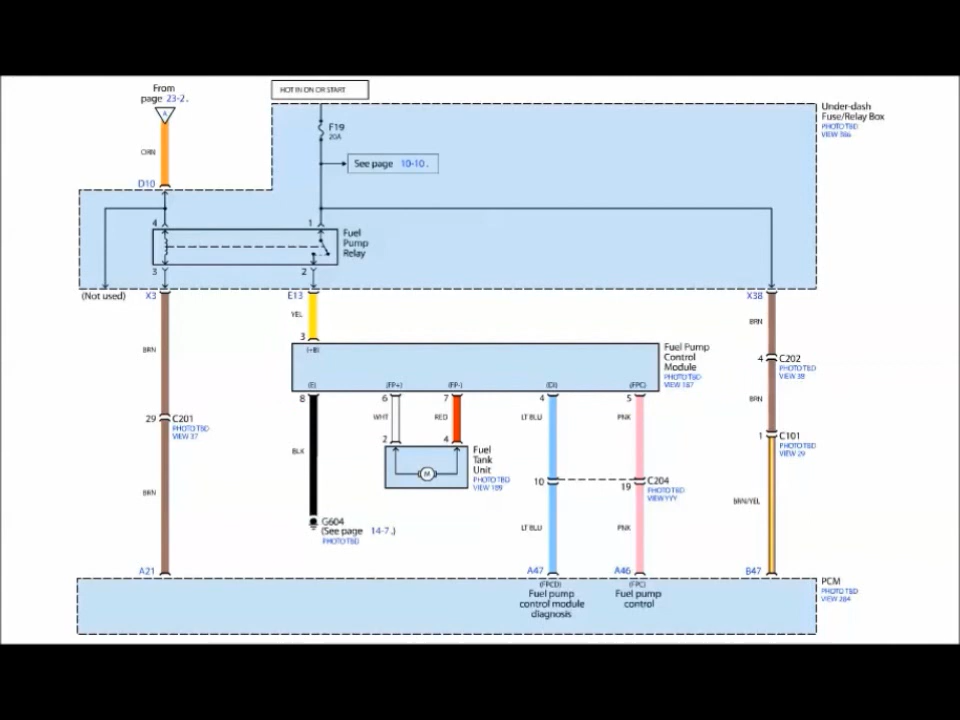 From
page 23-2.
A
HOT IN ON OR START
Under-dash
Fuse/Relay Box
PHOTO TBD
F19
20A
See page 10-10.
ORN
D10
4
1
Fuel
Pump
Relay
3
2
(Not used)
X3
E13
X38
YEL
BRN
3
(+B)
Fuel Pump
Control
Module
PHOTO TBD
VIEW 187
BRN
4
C202
PHOTO TBD
VIEW 38
(E)
(FP+)
(FP-)
(DI)
(FPC)
8
6
7
4
5
BRN
29
C201
PHOTO TBD
VIEW 37
WHT
RED
LT BLU
PNK
1
C101
PHOTO TBD
VIEW 29
2
4
BLK
M
Fuel
Tank
Unit
PHOTO TBD
VIEW 189
10
19
C204
PHOTO TBD
VIEW YYY
BRN
BRN/YEL
G604
(See page 14-7.)
PHOTO TBD
LT BLU
PNK
A21
A47
A46
B47
(FPCD)
Fuel pump
control module
diagnosis
(FPC)
Fuel pump
control
PCM
PHOTO TBD
VIEW 284